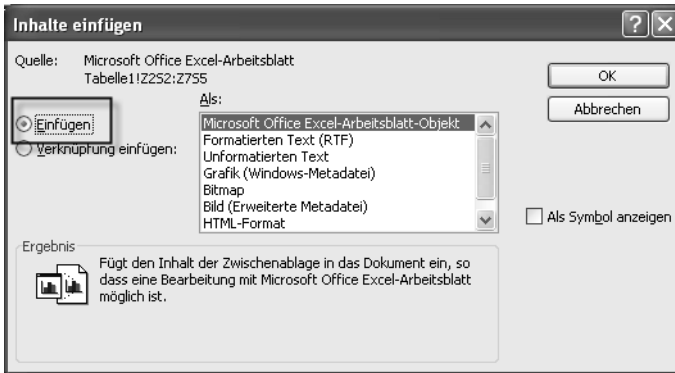 Inhalte einfügen
Quelle: Microsoft Office Excel-Arbeitsblatt
Tabelle1!Z2S2:Z7S5
Als:
Einfügen
Verknüpfung einfügen:
Microsoft Office Excel-Arbeitsblatt-Objekt
Formatierten Text (RTF)
Unformatierten Text
Grafik (Windows-Metadatei)
Bitmap
Bild (Erweiterte Metadatei)
HTML-Format
OK
Abbrechen
Als Symbol anzeigen
Ergebnis
Fügt den Inhalt der Zwischenablage in das Dokument ein, so
dass eine Bearbeitung mit Microsoft Office Excel-Arbeitsblatt
möglich ist.